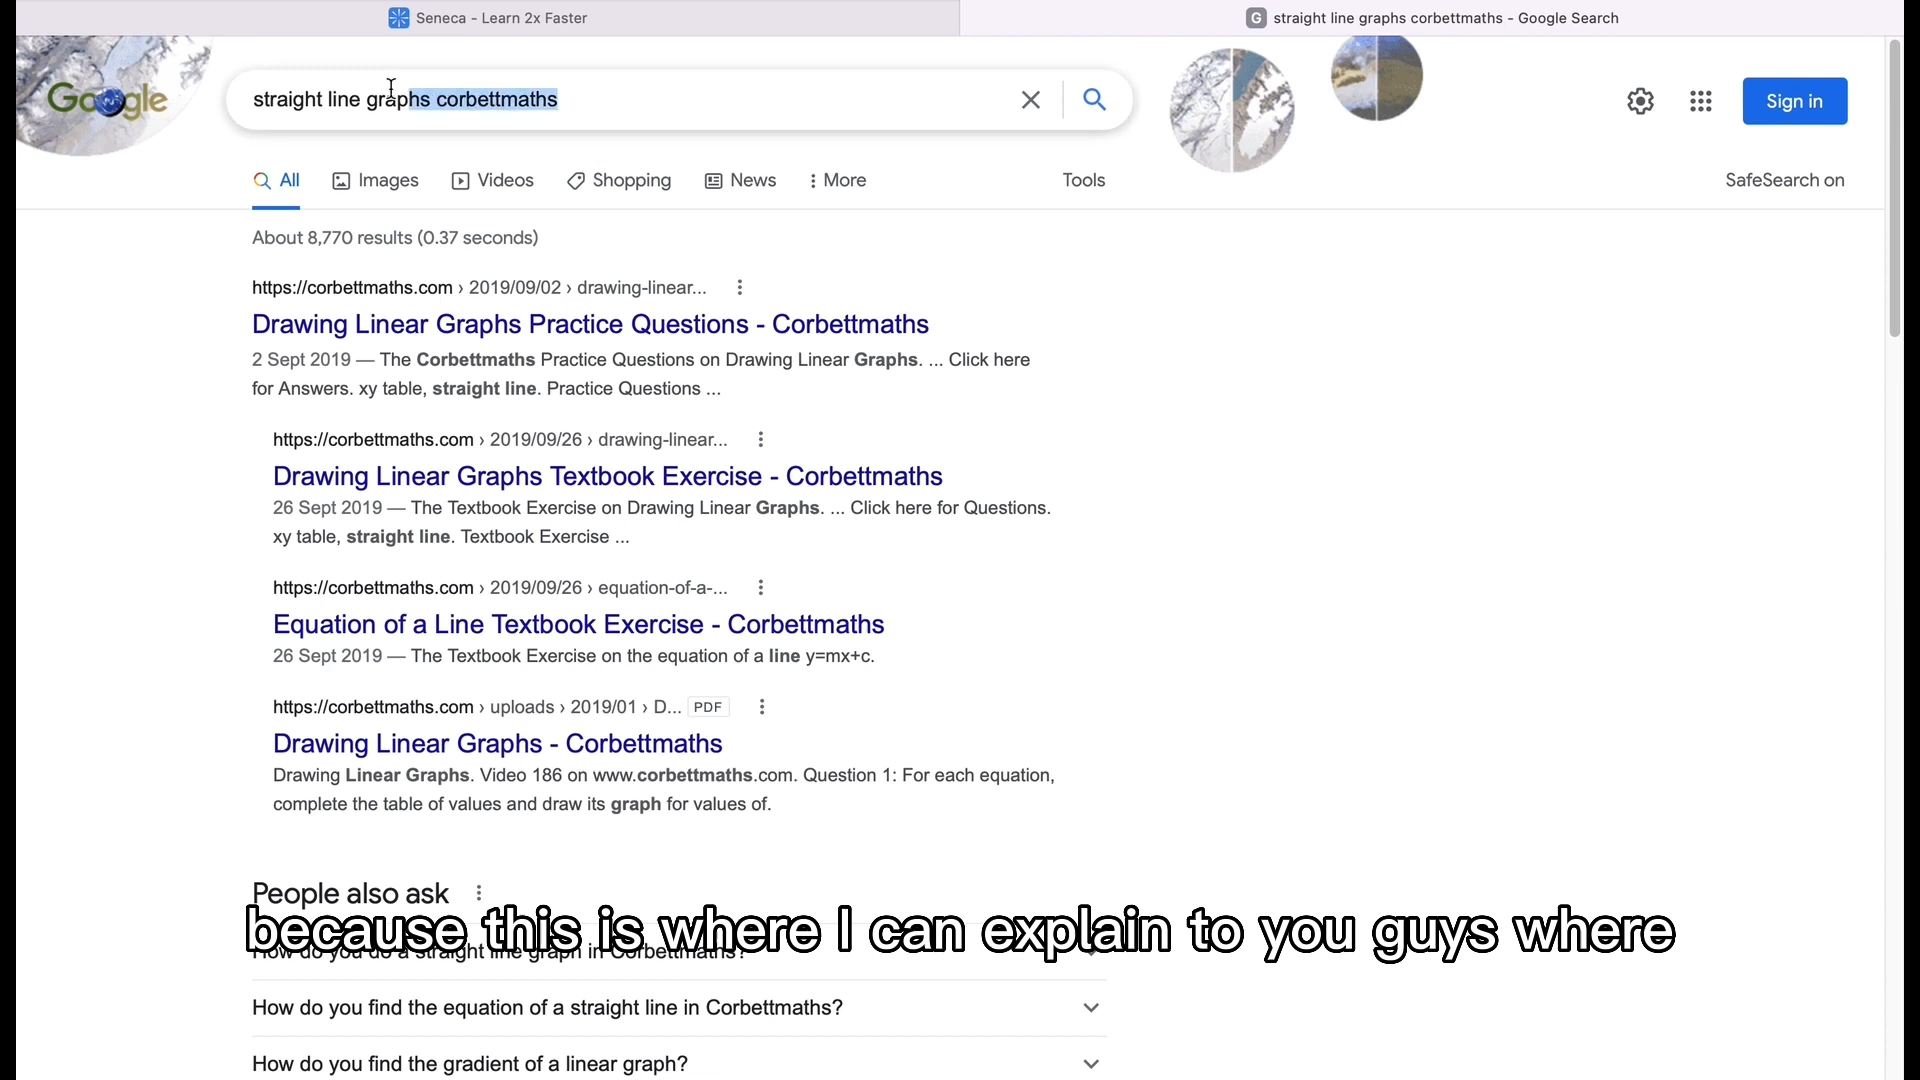 Seneca - Learn 2x Faster
G straight line graphs corbettmaths - Google Search
Google
straight line graphs corbettmaths
Sign in
All Images Videos Shopping News More Tools SafeSearch on
About 8,770 results (0.37 seconds)
https://corbettmaths.com › 2019/09/02 › drawing-linear...
Drawing Linear Graphs Practice Questions - Corbettmaths
2 Sept 2019 — The Corbettmaths Practice Questions on Drawing Linear Graphs. ... Click here
for Answers. xy table, straight line. Practice Questions ...
https://corbettmaths.com › 2019/09/26 › drawing-linear...
Drawing Linear Graphs Textbook Exercise - Corbettmaths
26 Sept 2019 — The Textbook Exercise on Drawing Linear Graphs. ... Click here for Questions.
xy table, straight line. Textbook Exercise ...
https://corbettmaths.com › 2019/09/26 › equation-of-a-...
Equation of a Line Textbook Exercise - Corbettmaths
26 Sept 2019 — The Textbook Exercise on the equation of a line y=mx+c.
https://corbettmaths.com › uploads › 2019/01 › D... PDF
Drawing Linear Graphs - Corbettmaths
Drawing Linear Graphs. Video 186 on www.corbettmaths.com. Question 1: For each equation,
complete the table of values and draw its graph for values of.
People also ask
because this is where I can explain to you guys where
How do you do a straight line graph in Corbettmaths?
How do you find the equation of a straight line in Corbettmaths?
How do you find the gradient of a linear graph?